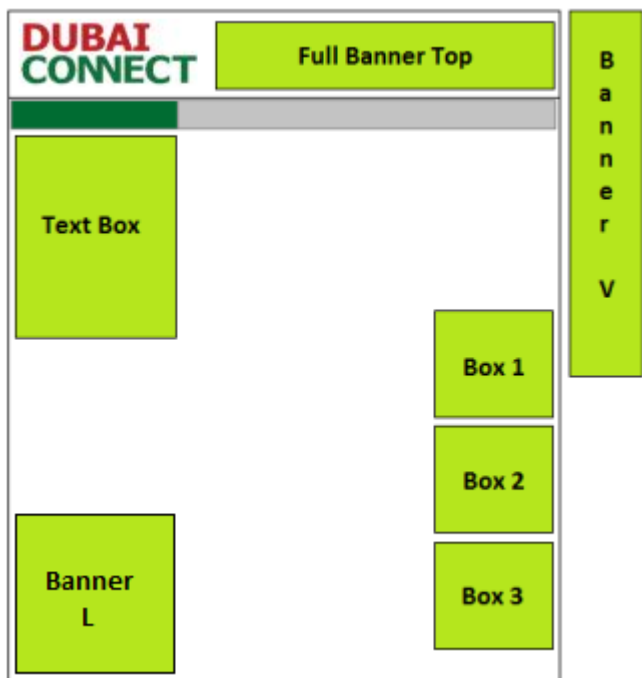 DUBAI
CONNECT
Full Banner Top
B
a
n
n
e
r
V
Text Box
Box 1
Box 2
Box 3
Banner
L